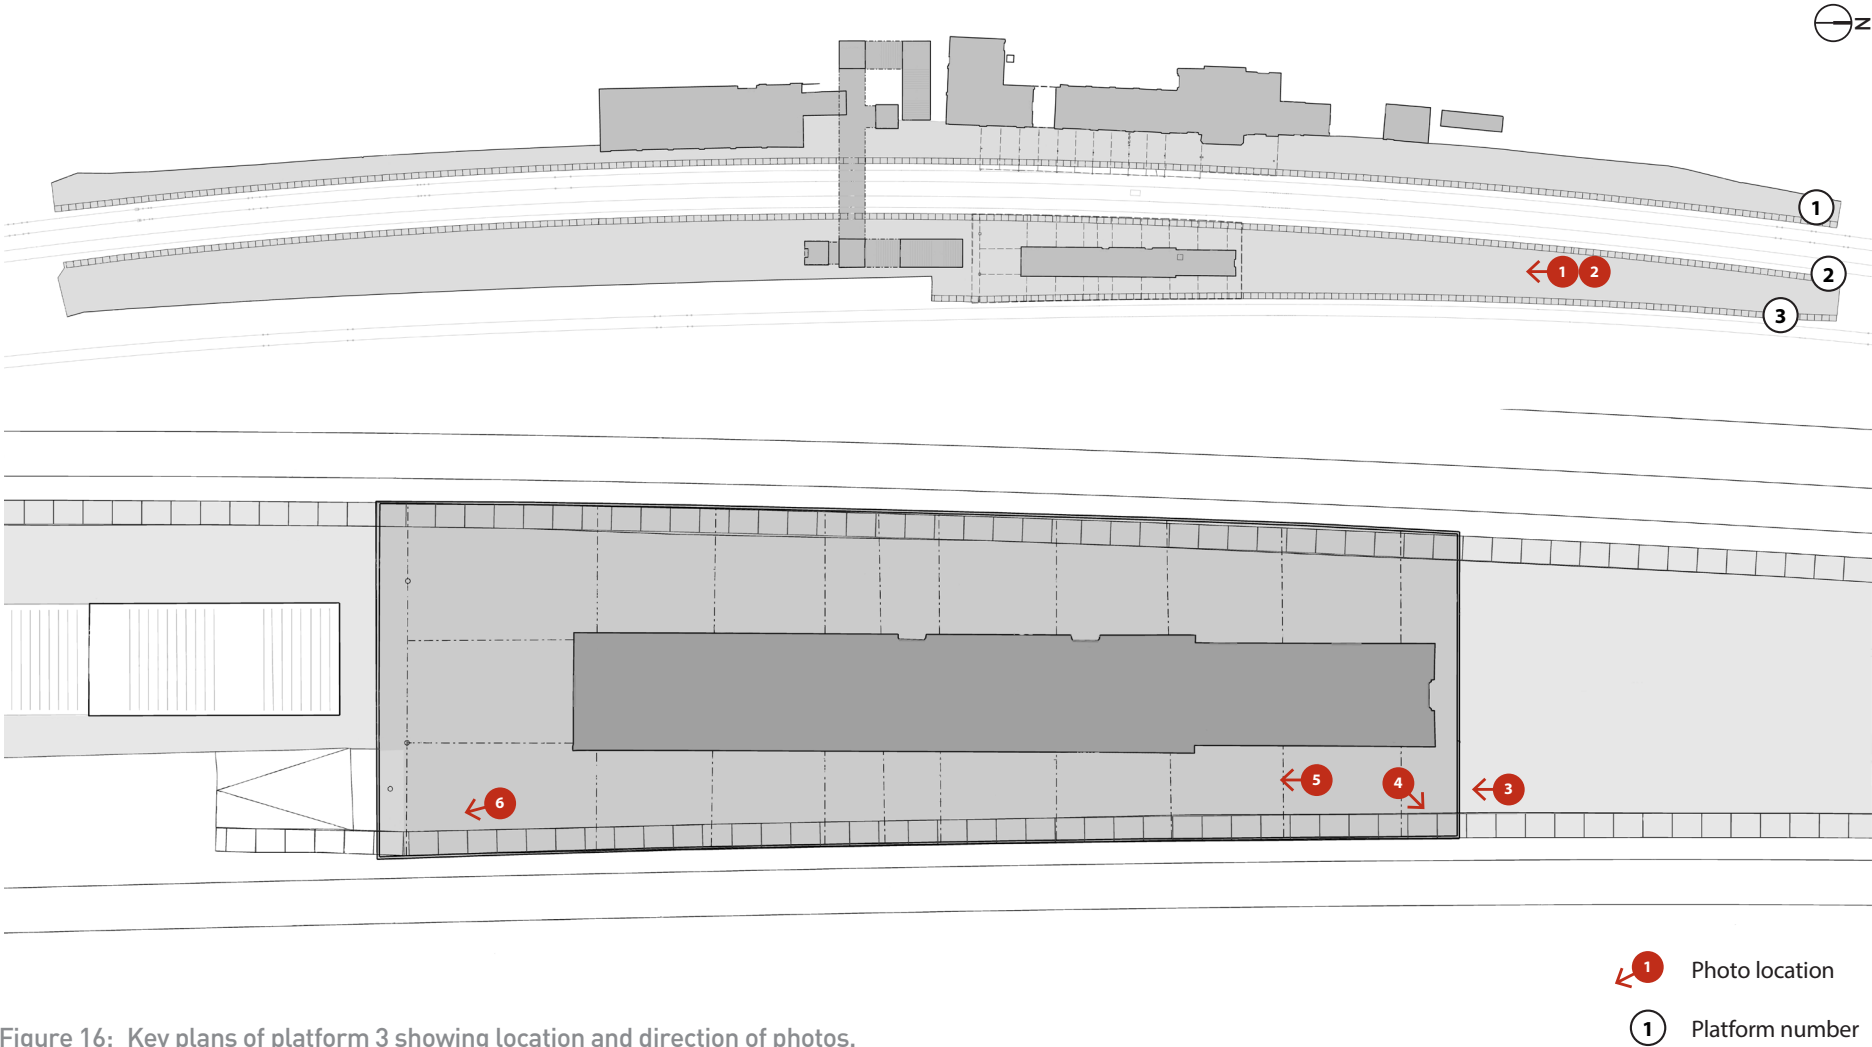 N
1
1 2
2
3
5
4
3
6
1 Photo location
1 Platform number
Figure 16: Key plans of platform 3 showing location and direction of photos.